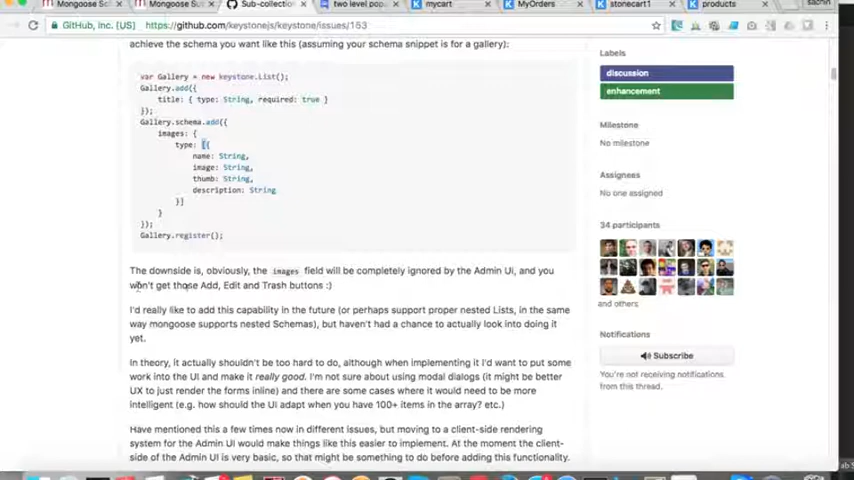 Mongoose Sc
Mongoose Su
Sub-collection
two level pop
mycart
MyOrders
stonecart1
products
sachin
GitHub, Inc. [US]
https://github.com/keystonejs/keystone/issues/153
achieve the schema you want like this (assuming your schema snippet is for a gallery):
var Gallery = new keystone.List();
Gallery.add({
title: { type: String, required: true }
});
Gallery.schema.add({
images: {
type: [{
name: String,
image: String,
thumb: String,
description: String
}]
}
});
Gallery.register();
The downside is, obviously, the images field will be completely ignored by the Admin UI, and you
won't get those Add, Edit and Trash buttons :)
I'd really like to add this capability in the future (or perhaps support proper nested Lists, in the same
way mongoose supports nested Schemas), but haven't had a chance to actually look into doing it
yet.
In theory, it actually shouldn't be too hard to do, although when implementing it I'd want to put some
work into the UI and make it really good. I'm not sure about using modal dialogs (it might be better
UX to just render the forms inline) and there are some cases where it would need to be more
intelligent (e.g. how should the UI adapt when you have 100+ items in the array? etc.)
Have mentioned this a few times now in different issues, but moving to a client-side rendering
system for the Admin UI would make things like this easier to implement. At the moment the client-
side of the Admin UI is very basic, so that might be something to do before adding this functionality.
Labels
discussion
enhancement
Milestone
No milestone
Assignees
No one assigned
34 participants
and others
Notifications
Subscribe
You're not receiving notifications
from this thread.